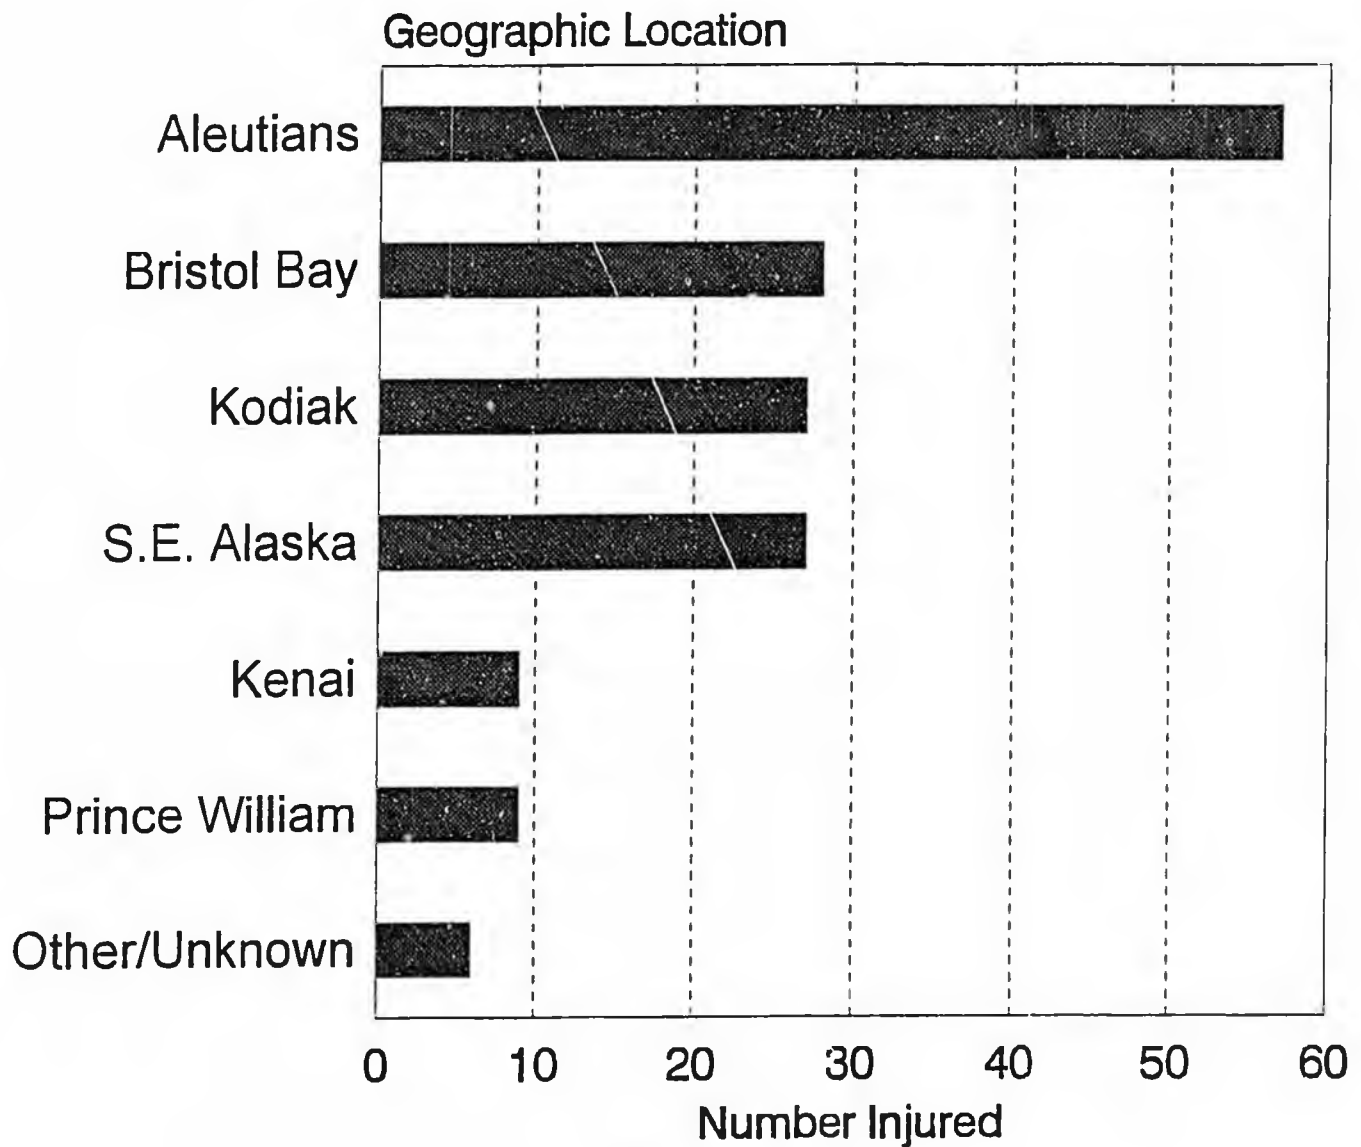 Geographic Location
Aleutians
Bristol Bay
Kodiak
S.E. Alaska
Kenai
Prince William
Other/Unknown
0 10 20 30 40 50 60
Number Injured